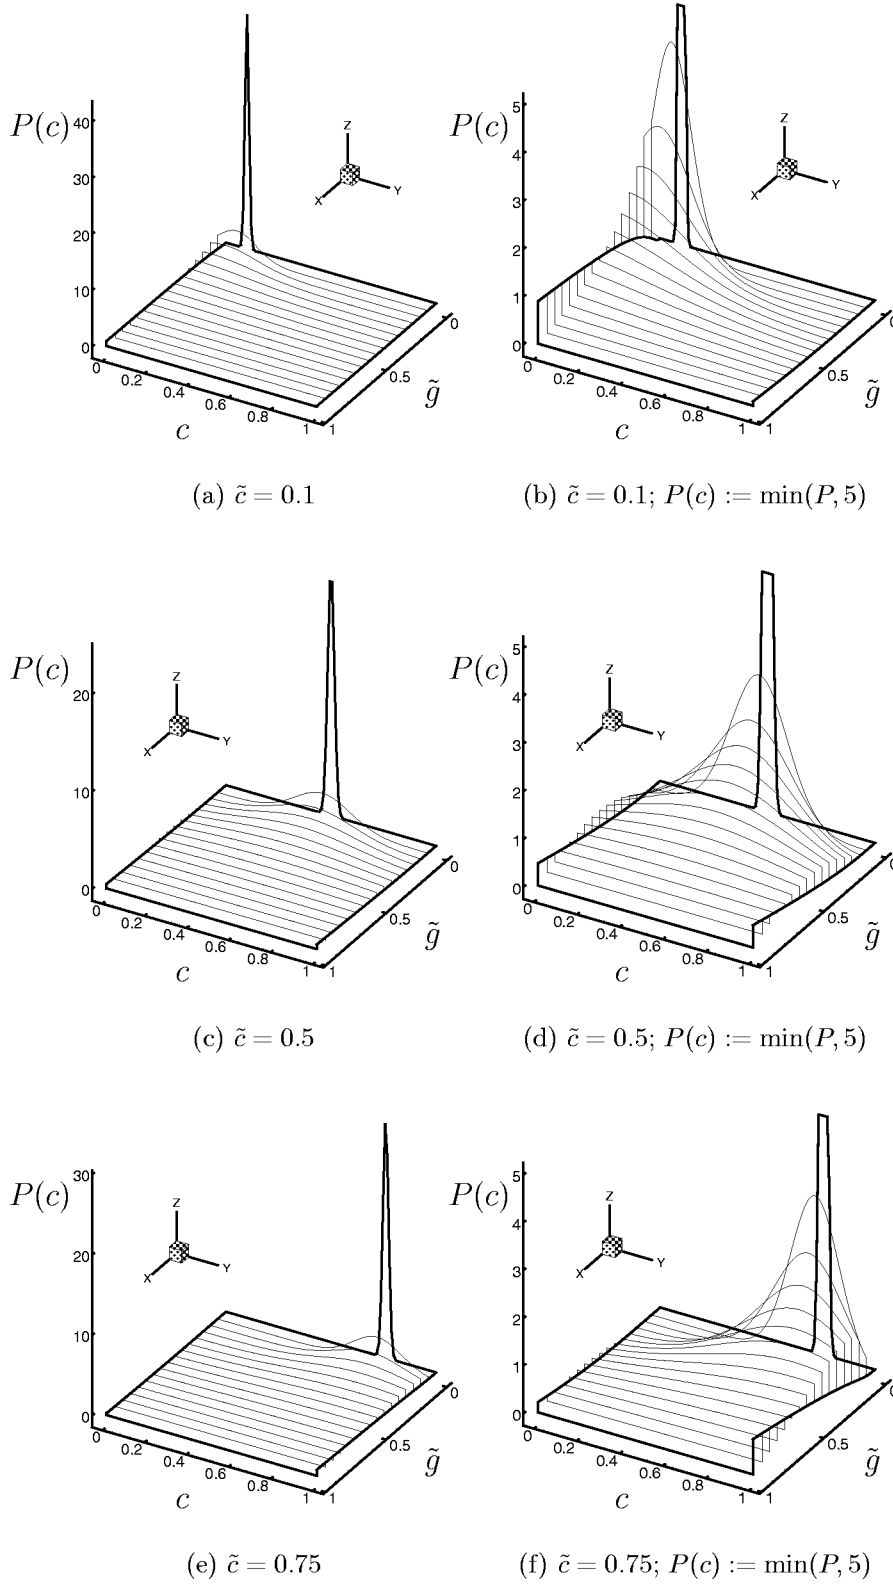 P(c) 40 30 20 10 0
Z X Y
0 0.2 0.4 0.6 0.8 1
c
1 0.5 0
g̃
(a) c̃ = 0.1
P(c) 5 4 3 2 1 0
Z X Y
0 0.2 0.4 0.6 0.8 1
c
1 0.5 0
g̃
(b) c̃ = 0.1; P(c) := min(P, 5)
P(c) 20 10 0
Z X Y
0 0.2 0.4 0.6 0.8 1
c
1 0.5 0
g̃
(c) c̃ = 0.5
P(c) 5 4 3 2 1 0
Z X Y
0 0.2 0.4 0.6 0.8 1
c
1 0.5 0
g̃
(d) c̃ = 0.5; P(c) := min(P, 5)
P(c) 30 20 10 0
Z X Y
0 0.2 0.4 0.6 0.8 1
c
1 0.5 0
g̃
(e) c̃ = 0.75
P(c) 5 4 3 2 1 0
Z X Y
0 0.2 0.4 0.6 0.8 1
c
1 0.5 0
g̃
(f) c̃ = 0.75; P(c) := min(P, 5)